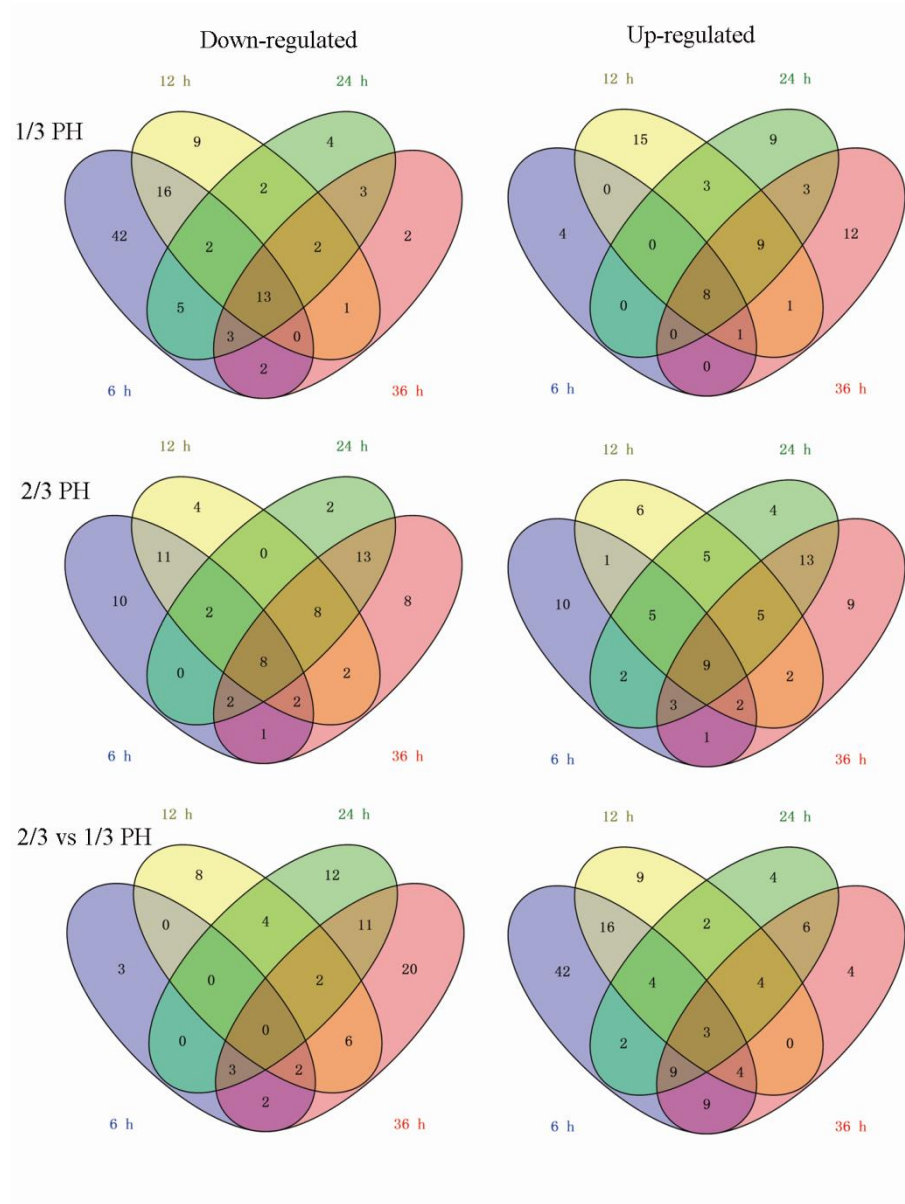 Down-regulated Up-regulated
12 h 24 h 12 h 24 h
1/3 PH
9 4 15 9
16 2 3 0 3 3
42 2 2 2 4 0 9 12
13 8
5 1 0 1
3 0 0 1
2 0
6 h 36 h 6 h 36 h
12 h 24 h 12 h 24 h
2/3 PH
4 2 6 4
11 0 13 1 5 13
10 2 8 8 10 5 5 9
8 9
0 2 2 2
2 2 3 2
1 1
6 h 36 h 6 h 36 h
12 h 24 h 12 h 24 h
2/3 vs 1/3 PH
8 12 9 4
0 4 11 16 2 6
3 0 2 20 42 4 4 4
0 3
0 6 2 0
3 2 9 4
2 9
6 h 36 h 6 h 36 h